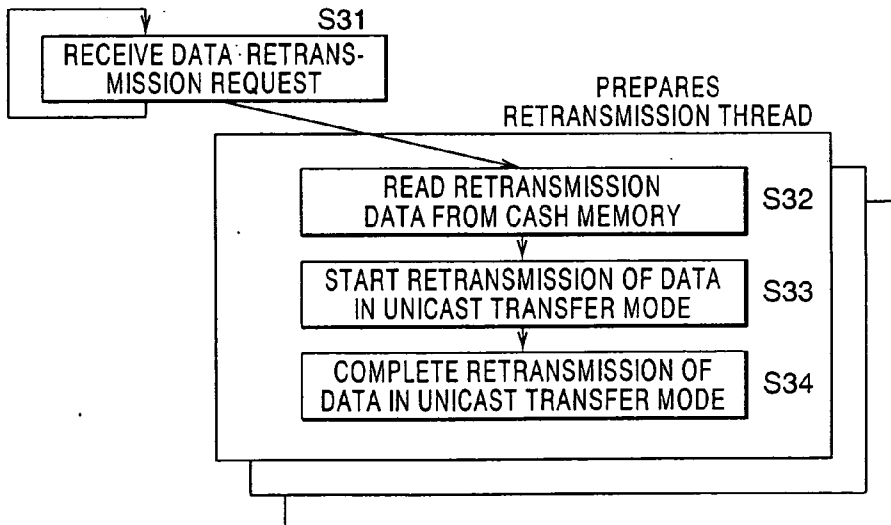 S31
RECEIVE DATA RETRANS-
MISSION REQUEST
PREPARES
RETRANSMISSION THREAD
READ RETRANSMISSION
DATA FROM CASH MEMORY
S32
START RETRANSMISSION OF DATA
IN UNICAST TRANSFER MODE
S33
COMPLETE RETRANSMISSION OF
DATA IN UNICAST TRANSFER MODE
S34